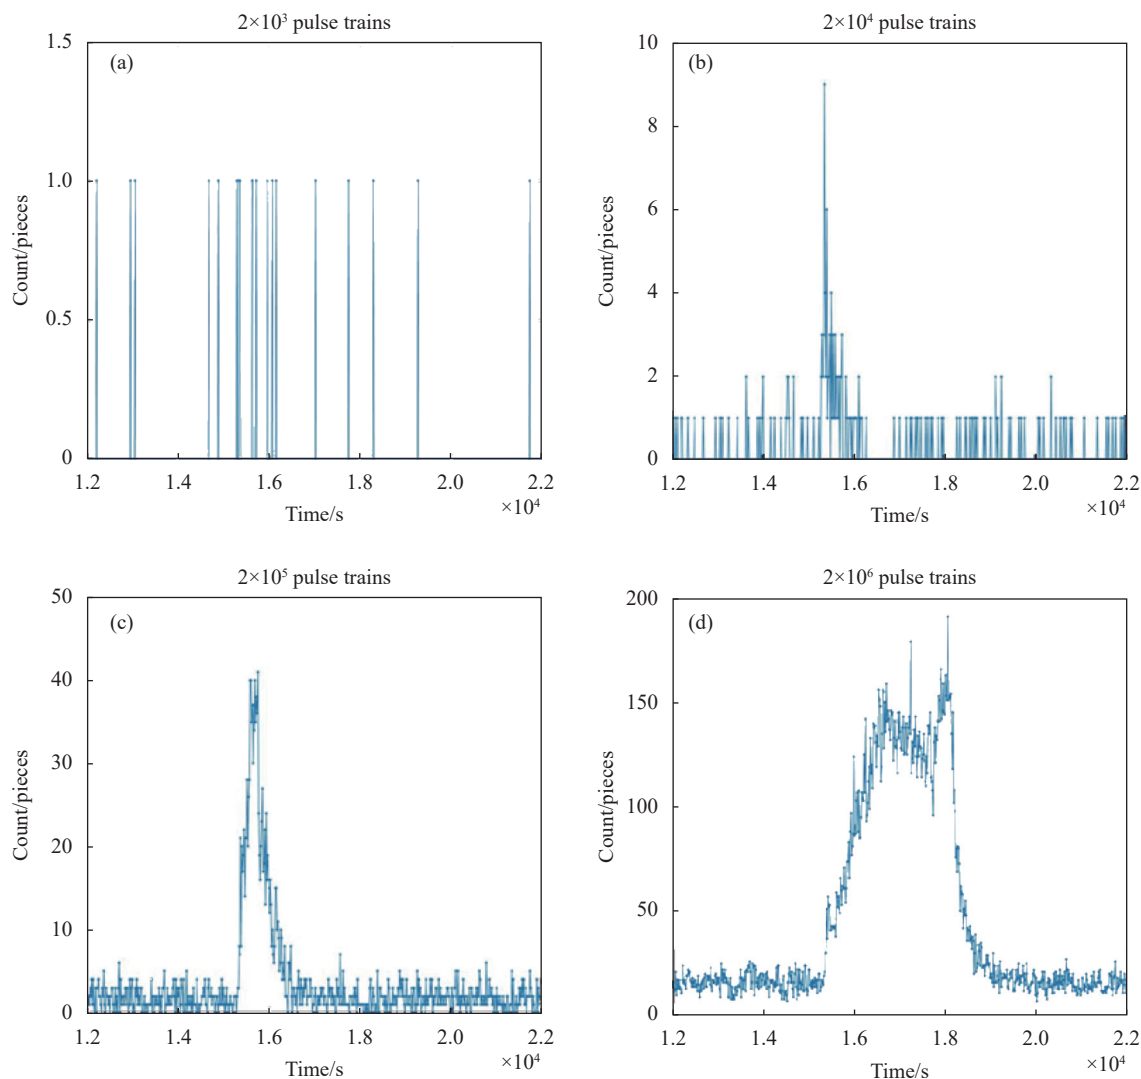 2×10³ pulse trains
(a)
Count/pieces
1.5
1.0
0.5
0
1.2 1.4 1.6 1.8 2.0 2.2
×10⁴
Time/s
2×10⁴ pulse trains
(b)
Count/pieces
10
8
6
4
2
0
1.2 1.4 1.6 1.8 2.0 2.2
×10⁴
Time/s
2×10⁵ pulse trains
(c)
Count/pieces
50
40
30
20
10
0
1.2 1.4 1.6 1.8 2.0 2.2
×10⁴
Time/s
2×10⁶ pulse trains
(d)
Count/pieces
200
150
100
50
0
1.2 1.4 1.6 1.8 2.0 2.2
×10⁴
Time/s